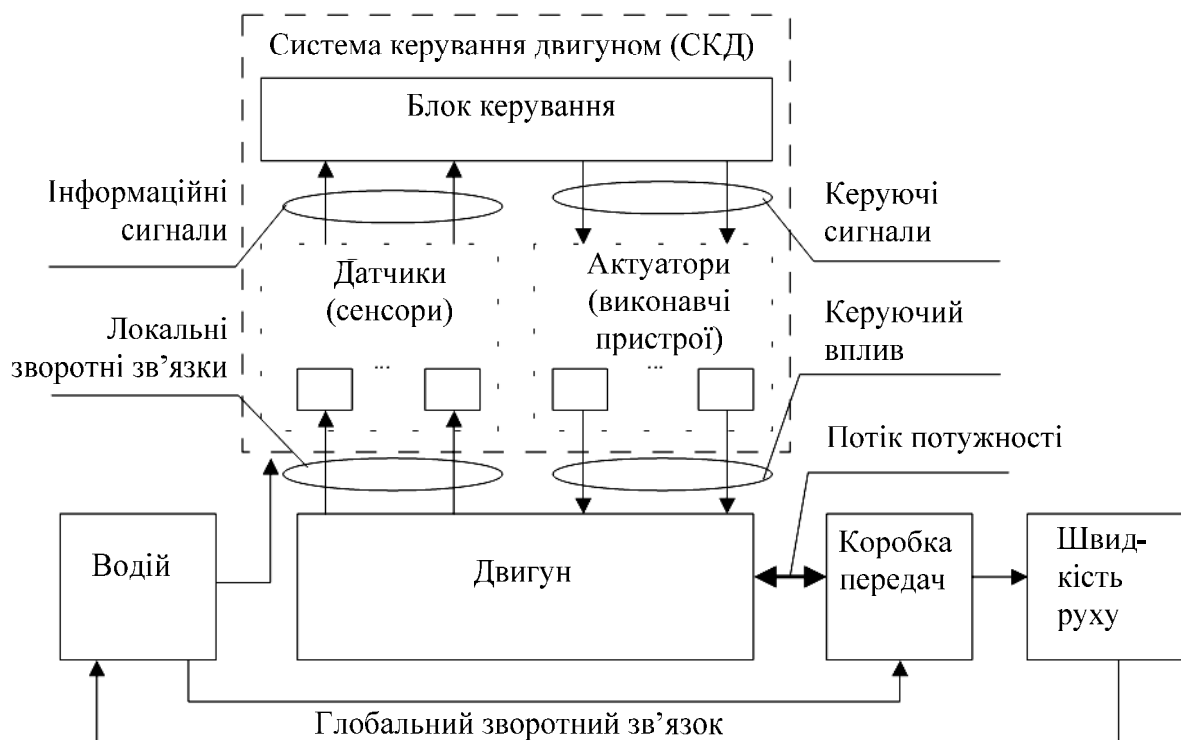 Система керування двигуном (СКД)
Блок керування
Інформаційні
сигнали
Керуючі
сигнали
Датчики
(сенсори)
...
Актуатори
(виконавчі
пристрої)
...
Локальні
зворотні зв’язки
Керуючий
вплив
Потік потужності
Водій
Двигун
Коробка
передач
Швид-
кість
руху
Глобальний зворотний зв’язок